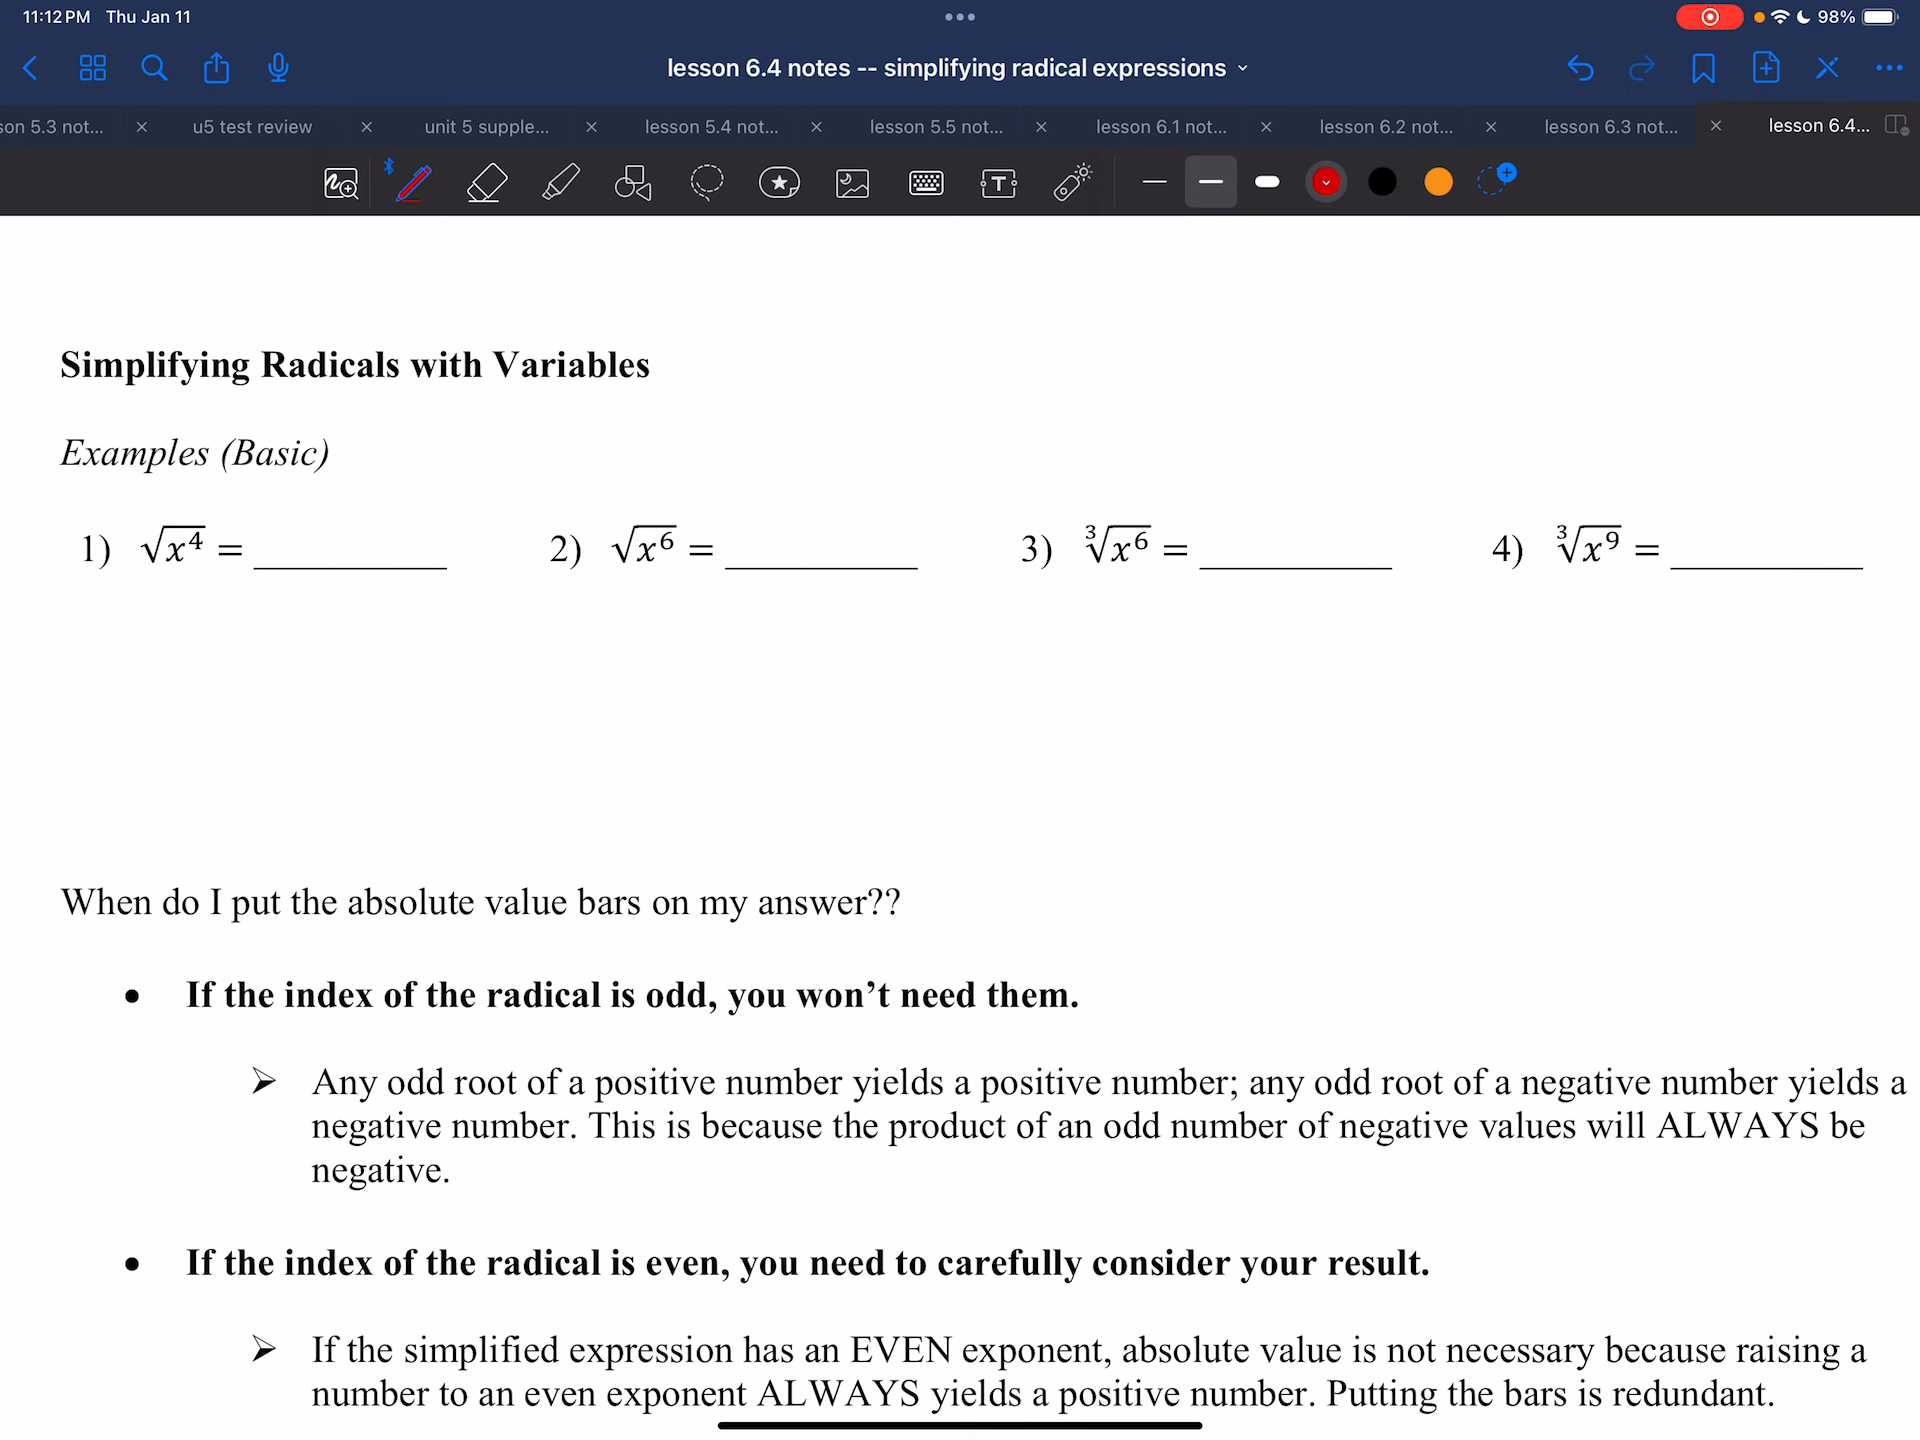 11:12 PM Thu Jan 11
98%
lesson 6.4 notes -- simplifying radical expressions
son 5.3 not...
u5 test review
unit 5 supple...
lesson 5.4 not...
lesson 5.5 not...
lesson 6.1 not...
lesson 6.2 not...
lesson 6.3 not...
lesson 6.4...
T
Simplifying Radicals with Variables
Examples (Basic)
1) √x⁴ = __________ 2) √x⁶ = __________ 3) ³√x⁶ = __________ 4) ³√x⁹ = __________
When do I put the absolute value bars on my answer??
• If the index of the radical is odd, you won’t need them.
➢ Any odd root of a positive number yields a positive number; any odd root of a negative number yields a
negative number. This is because the product of an odd number of negative values will ALWAYS be
negative.
• If the index of the radical is even, you need to carefully consider your result.
➢ If the simplified expression has an EVEN exponent, absolute value is not necessary because raising a
number to an even exponent ALWAYS yields a positive number. Putting the bars is redundant.